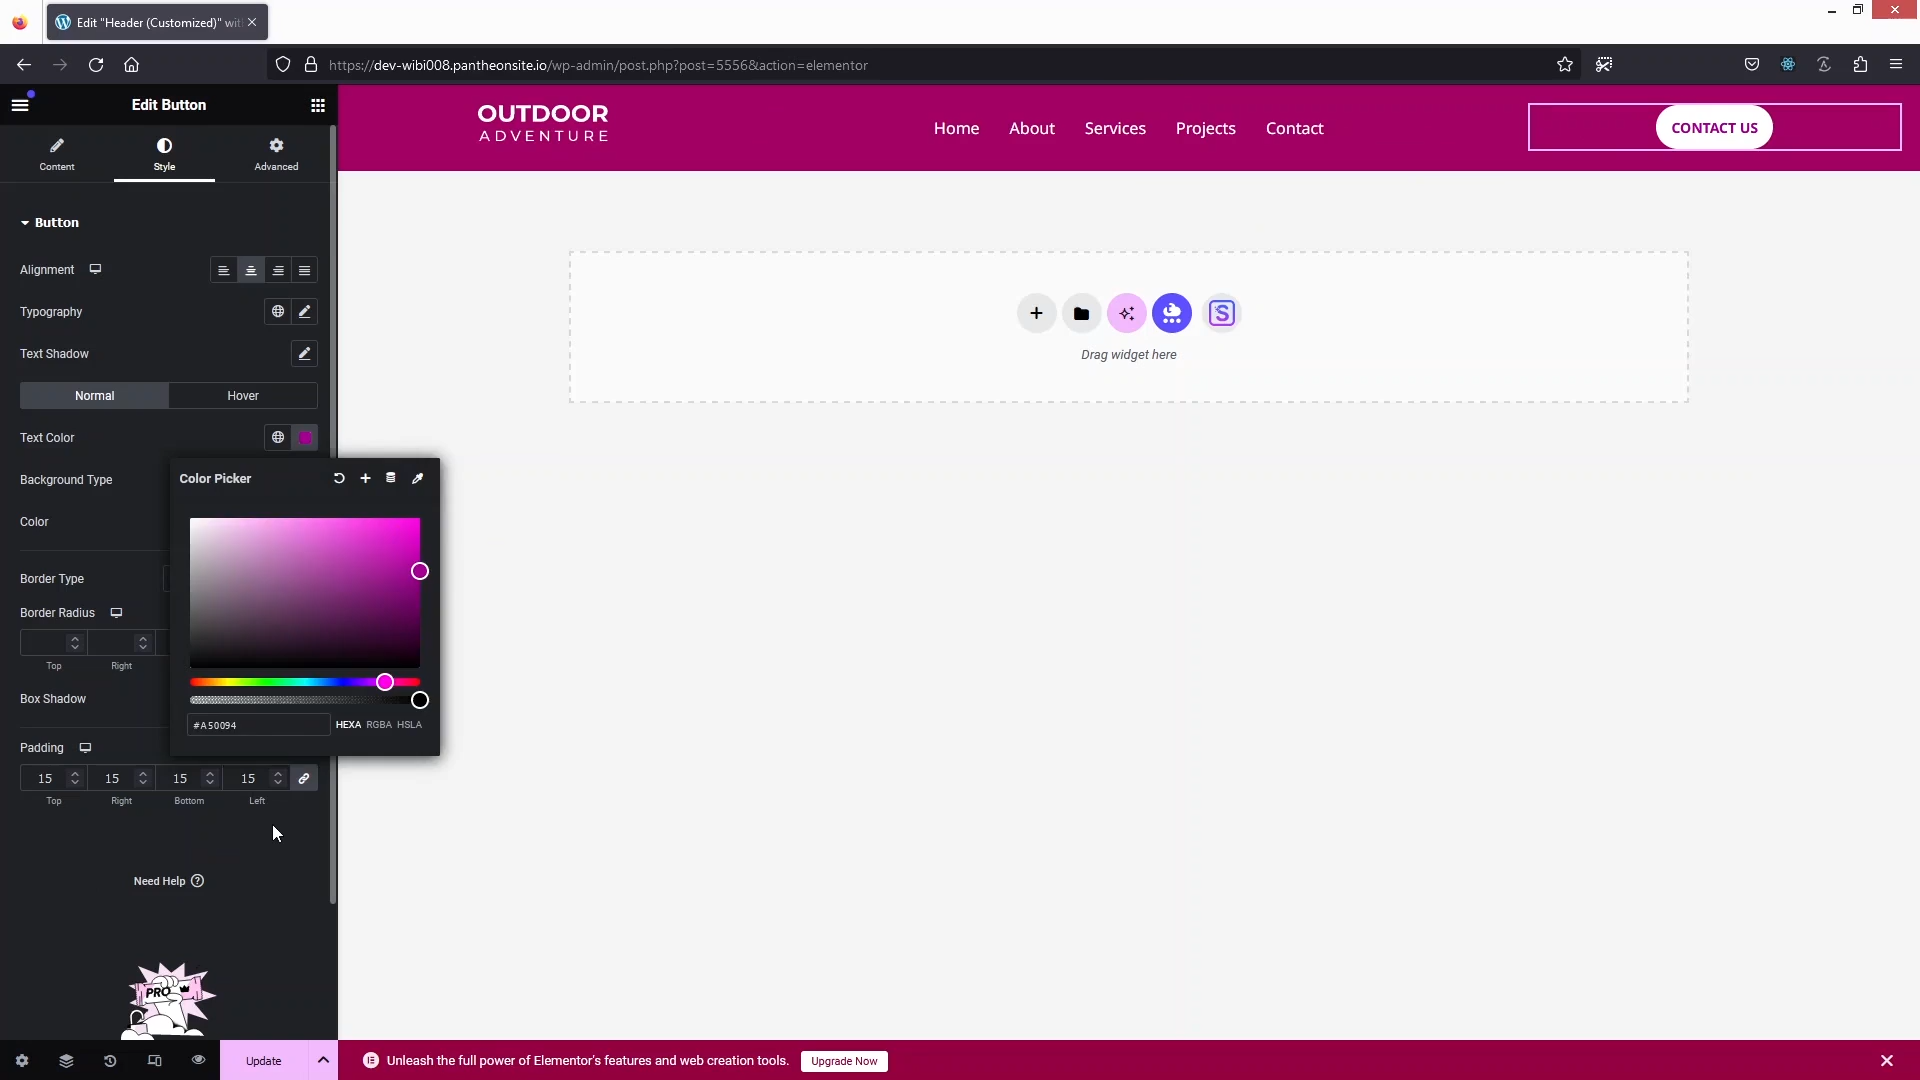 Edit "Header (Customized)" wit
https://dev-wibi008.pantheonsite.io/wp-admin/post.php?post=5556&action=elementor
Edit Button
Content
Style
Advanced
Button
Alignment
Typography
Text Shadow
Normal
Hover
Text Color
Background Type
Color
Border Type
Border Radius
Top
Right
Box Shadow
Padding
15
15
15
15
Top
Right
Bottom
Left
Need Help
PRO
Update
Color Picker
#A50094
HEXA
RGBA
HSLA
OUTDOOR
ADVENTURE
Home
About
Services
Projects
Contact
CONTACT US
Drag widget here
Unleash the full power of Elementor's features and web creation tools.
Upgrade Now